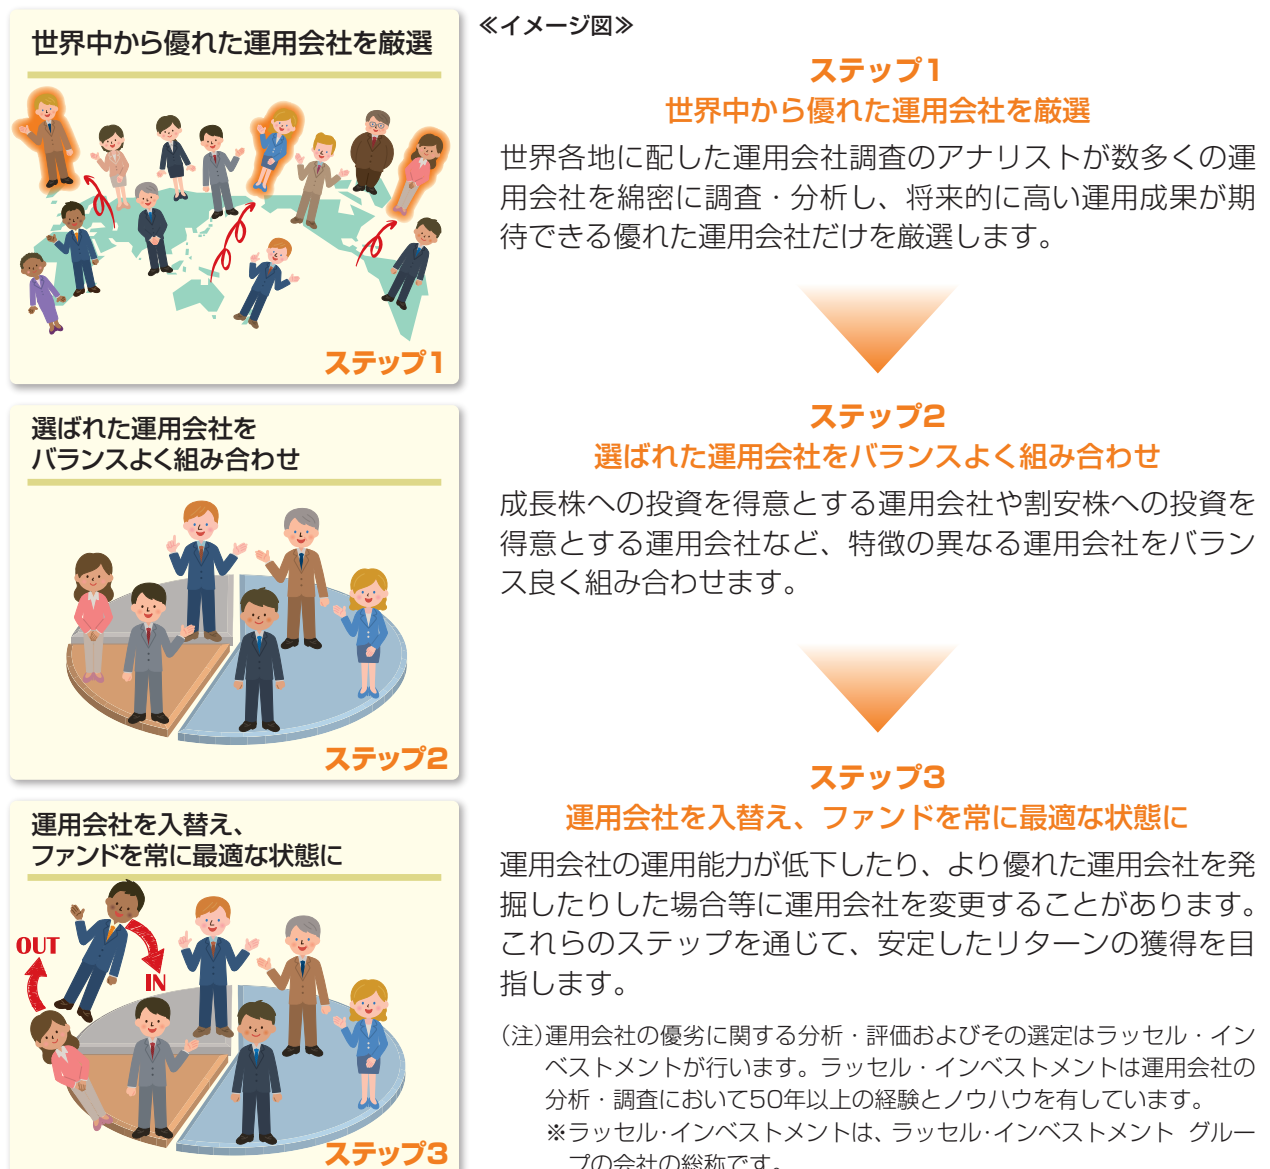 世界中から優れた運用会社を厳選
ステップ1
選ばれた運用会社を
バランスよく組み合わせ
ステップ2
運用会社を入替え、
ファンドを常に最適な状態に
OUT
IN
ステップ3
≪イメージ図≫
ステップ1
世界中から優れた運用会社を厳選
世界各地に配した運用会社調査のアナリストが数多くの運
用会社を綿密に調査・分析し、将来的に高い運用成果が期
待できる優れた運用会社だけを厳選します。
ステップ2
選ばれた運用会社をバランスよく組み合わせ
成長株への投資を得意とする運用会社や割安株への投資を
得意とする運用会社など、特徴の異なる運用会社をバラン
ス良く組み合わせます。
ステップ3
運用会社を入替え、ファンドを常に最適な状態に
運用会社の運用能力が低下したり、より優れた運用会社を発
掘したりした場合等に運用会社を変更することがあります。
これらのステップを通じて、安定したリターンの獲得を目
指します。
(注)運用会社の優劣に関する分析・評価およびその選定はラッセル・イン
ベストメントが行います。ラッセル・インベストメントは運用会社の
分析・調査において50年以上の経験とノウハウを有しています。
※ラッセル・インベストメントは、ラッセル・インベストメント グルー
プの会社の総称です。